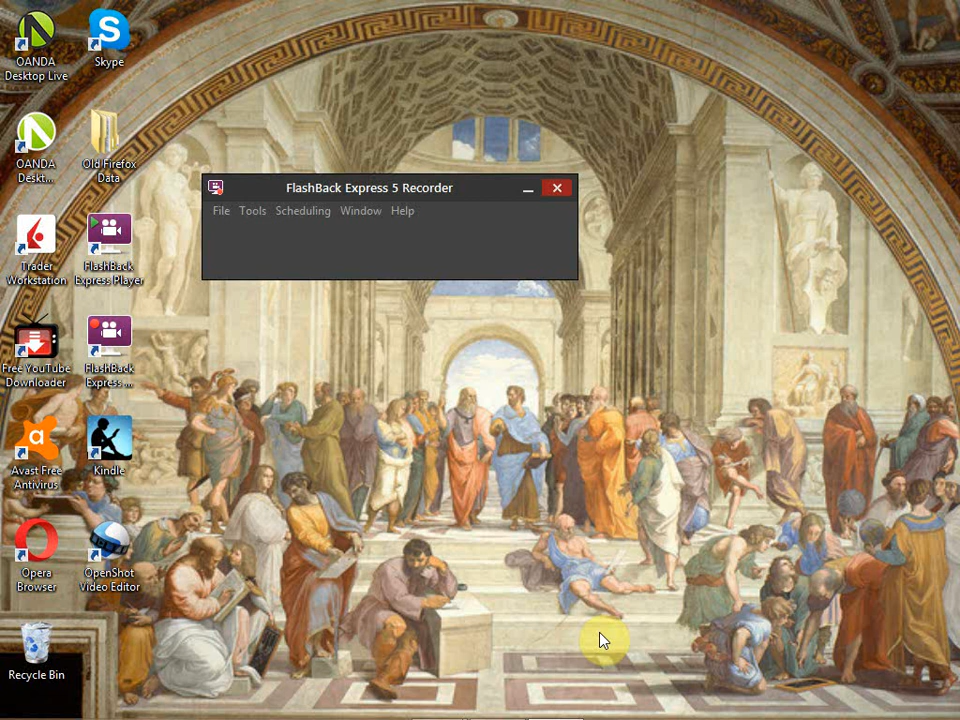 OANDA
Desktop Live
Skype
OANDA
Deskt...
Old Firefox
Data
Trader
Workstation
FlashBack
Express Player
Free YouTube
Downloader
FlashBack
Express ...
Avast Free
Antivirus
Kindle
Opera
Browser
OpenShot
Video Editor
Recycle Bin
FlashBack Express 5 Recorder
File Tools Scheduling Window Help